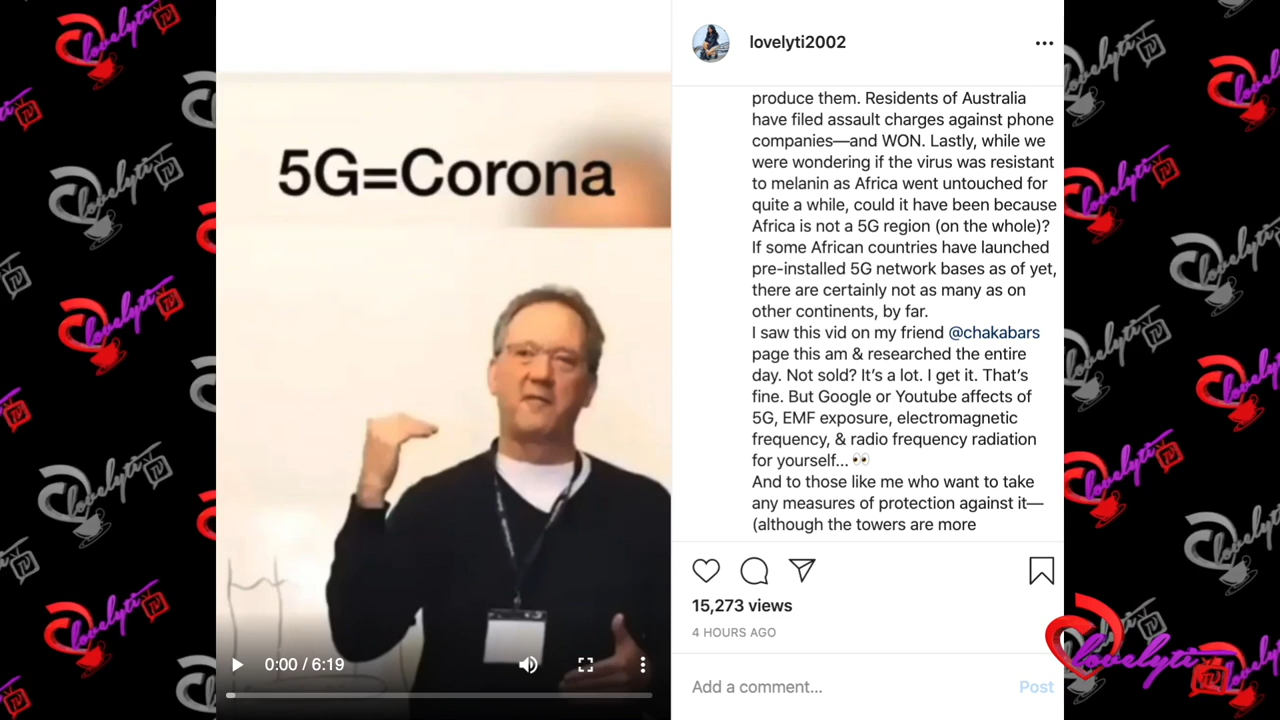 lovelyti2002
5G=Corona
produce them. Residents of Australia
have filed assault charges against phone
companies—and WON. Lastly, while we
were wondering if the virus was resistant
to melanin as Africa went untouched for
quite a while, could it have been because
Africa is not a 5G region (on the whole)?
If some African countries have launched
pre-installed 5G network bases as of yet,
there are certainly not as many as on
other continents, by far.
I saw this vid on my friend @chakabars
page this am & researched the entire
day. Not sold? It's a lot. I get it. That's
fine. But Google or Youtube affects of
5G, EMF exposure, electromagnetic
frequency, & radio frequency radiation
for yourself... 👀
And to those like me who want to take
any measures of protection against it—
(although the towers are more
15,273 views
4 HOURS AGO
0:00 / 6:19
Add a comment...
Post
lovelyti TV